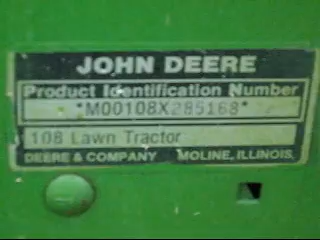 JOHN DEERE
Product Identification Number
*M00108X285168*
108 Lawn Tractor
DEERE & COMPANY MOLINE, ILLINOIS.